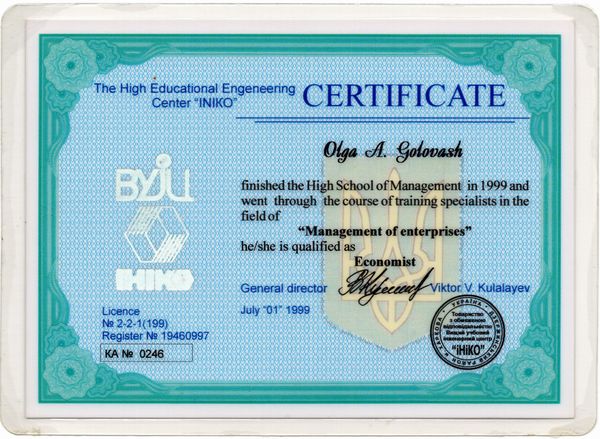 The High Educational Engeneering
Center "INIKO"
CERTIFICATE
Olga A. Golovash
finished the High School of Management in 1999 and
went through the course of training specialists in the
field of
"Management of enterprises"
he/she is qualified as
Economist
General director
Viktor V. Kulalayev
July "01" 1999
ВУІЦ
ІНІКО
Licence
№ 2-2-1(199)
Register № 19460997
КА № 0246
УКРАЇНА
Товариство
з обмеженою
відповідальністю
Вищий учбовий
інженерний центр
"ІНІКО"